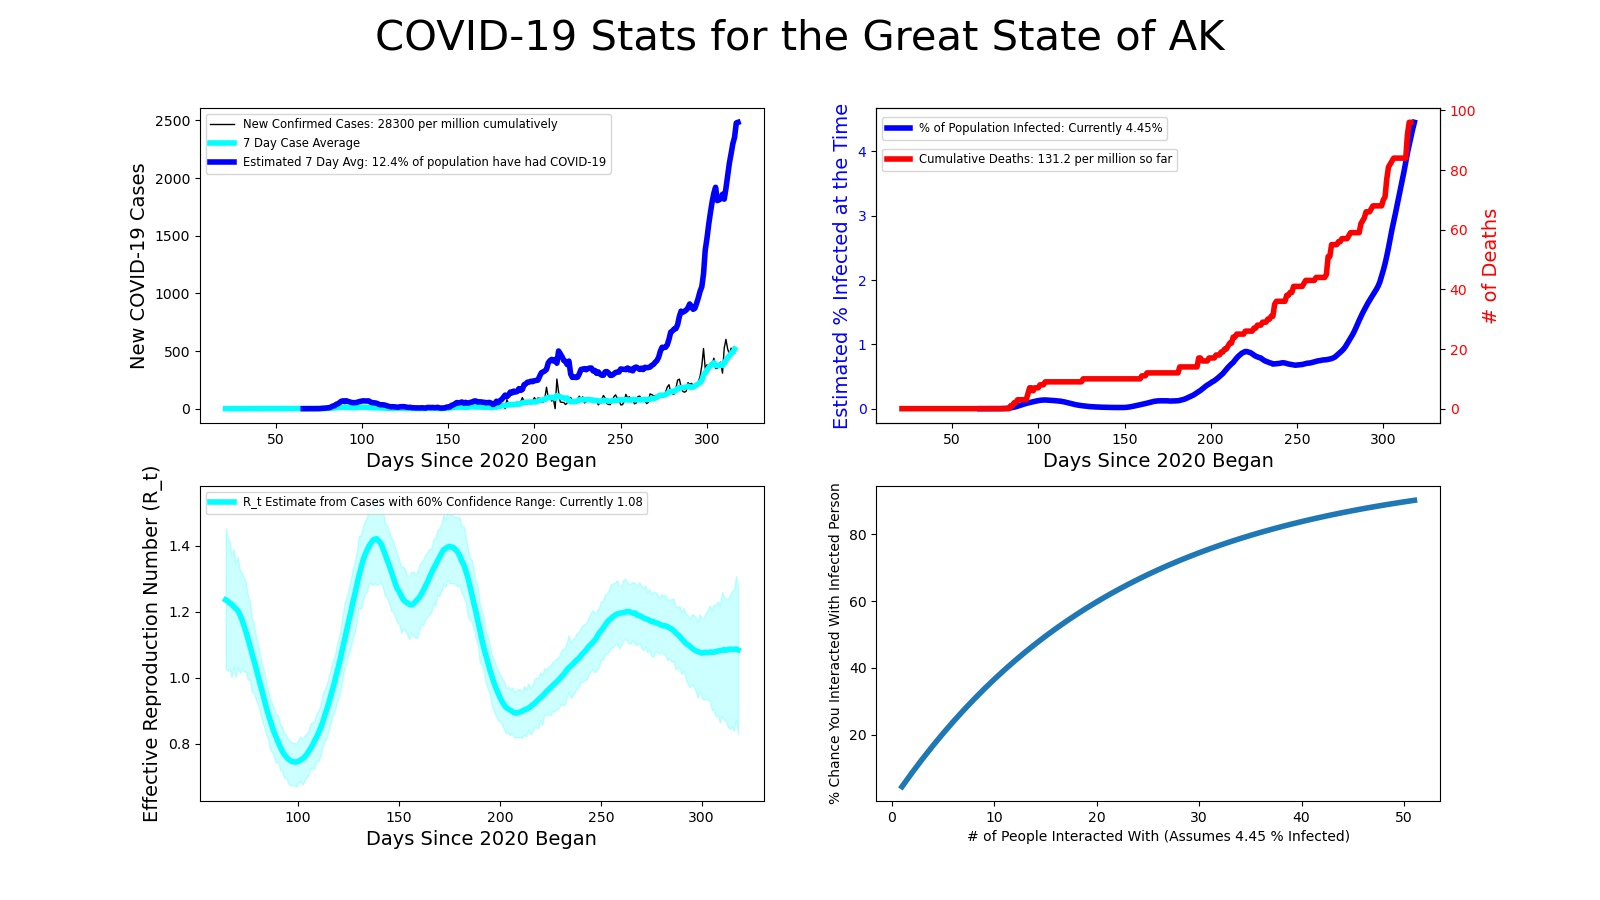 COVID-19 Stats for the Great State of AK
New COVID-19 Cases
2500
2000
1500
1000
500
0
New Confirmed Cases: 28300 per million cumulatively
7 Day Case Average
Estimated 7 Day Avg: 12.4% of population have had COVID-19
50 100 150 200 250 300
Days Since 2020 Began
Estimated % Infected at the Time
4
3
2
1
0
% of Population Infected: Currently 4.45%
Cumulative Deaths: 131.2 per million so far
100
80
60
40
20
0
# of Deaths
50 100 150 200 250 300
Days Since 2020 Began
Effective Reproduction Number (R_t)
1.4
1.2
1.0
0.8
R_t Estimate from Cases with 60% Confidence Range: Currently 1.08
100 150 200 250 300
Days Since 2020 Began
% Chance You Interacted With Infected Person
80
60
40
20
0 10 20 30 40 50
# of People Interacted With (Assumes 4.45 % Infected)